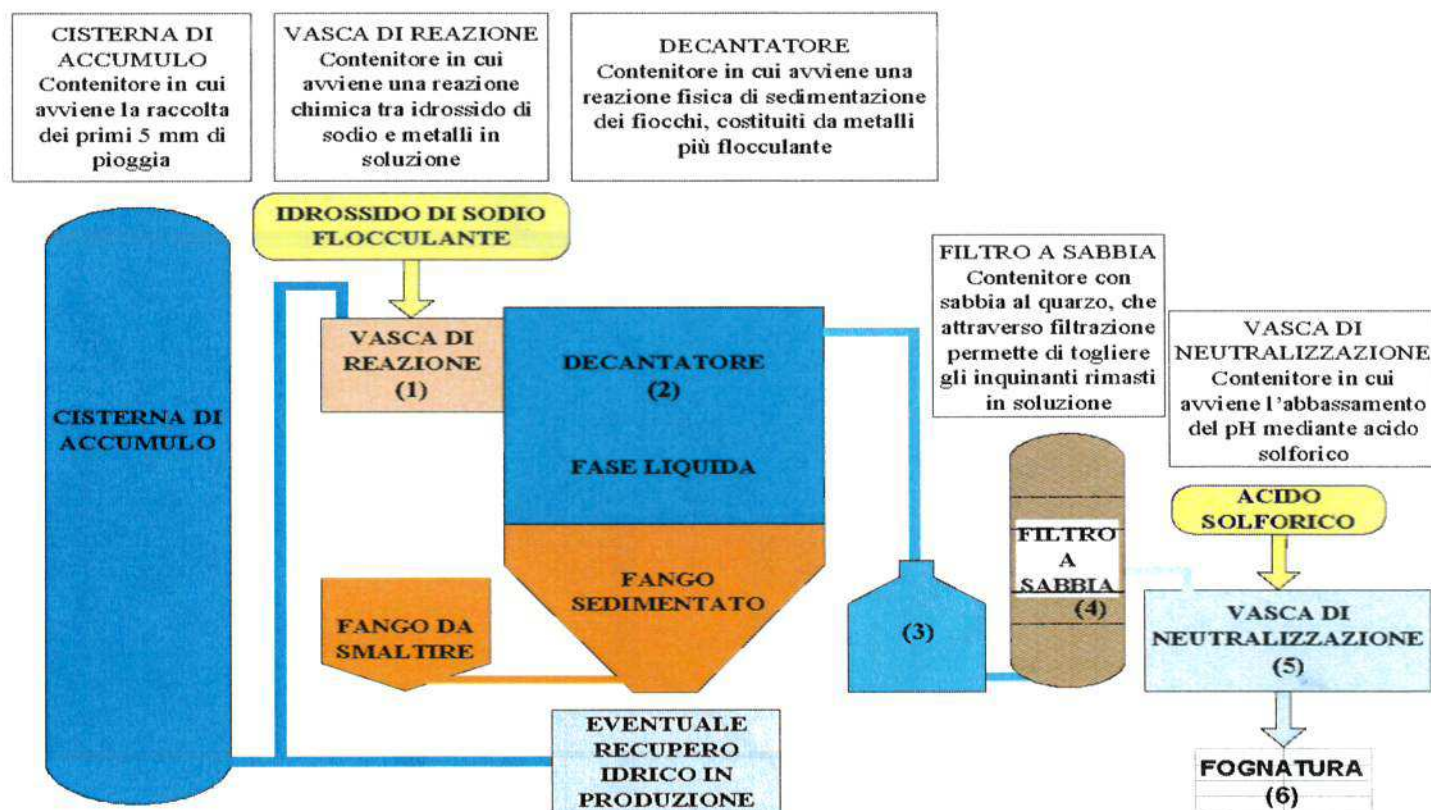 CISTERNA DI
ACCUMULO
Contenitore in cui
avviene la raccolta
dei primi 5 mm di
pioggia
VASCA DI REAZIONE
Contenitore in cui
avviene una reazione
chimica tra idrossido di
sodio e metalli in
soluzione
DECANTATORE
Contenitore in cui avviene una
reazione fisica di sedimentazione
dei fiocchi, costituiti da metalli
più flocculante
IDROSSIDO DI SODIO
FLOCCULANTE
FILTRO A SABBIA
Contenitore con
sabbia al quarzo, che
attraverso filtrazione
permette di togliere
gli inquinanti rimasti
in soluzione
VASCA DI
NEUTRALIZZAZIONE
Contenitore in cui
avviene l'abbassamento
del pH mediante acido
solforico
CISTERNA DI
ACCUMULO
VASCA DI
REAZIONE
(1)
DECANTATORE
(2)
FASE LIQUIDA
FANGO
SEDIMENTATO
FANGO DA
SMALTIRE
(3)
FILTRO
A
SABBIA
(4)
ACIDO
SOLFORICO
VASCA DI
NEUTRALIZZAZIONE
(5)
EVENTUALE
RECUPERO
IDRICO IN
PRODUZIONE
FOGNATURA
(6)